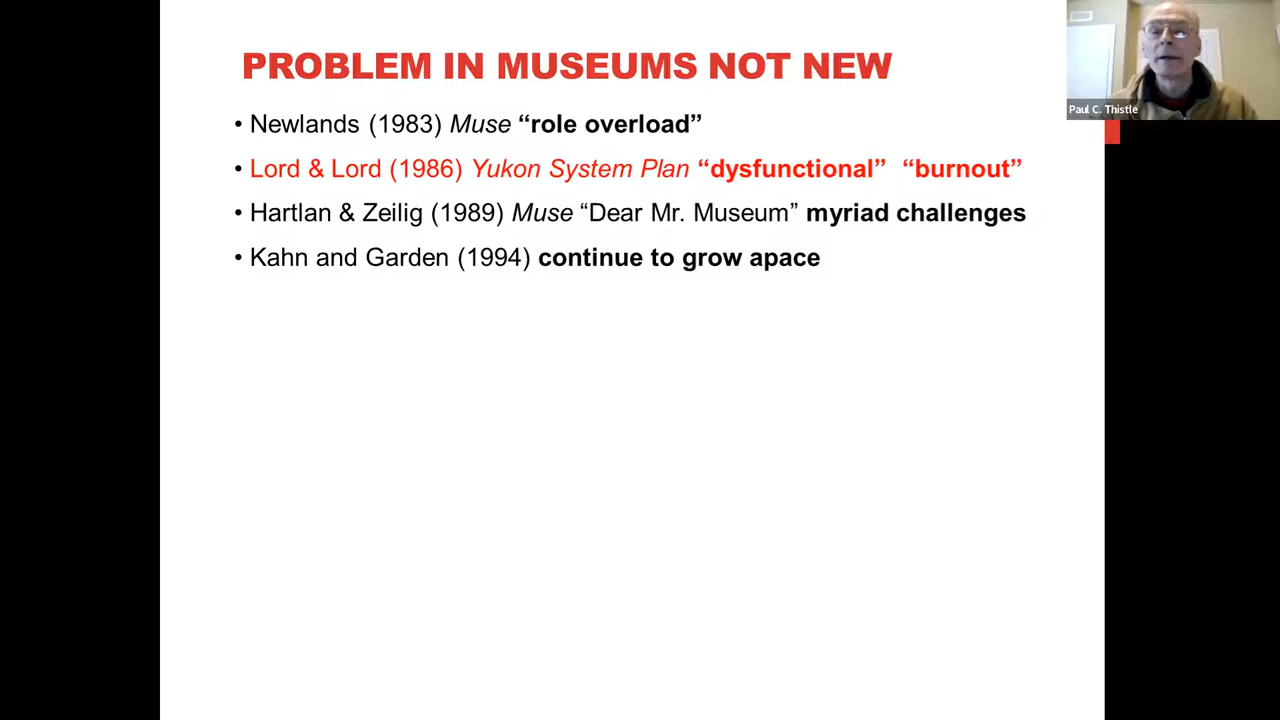 PROBLEM IN MUSEUMS NOT NEW
• Newlands (1983) Muse “role overload”
• Lord & Lord (1986) Yukon System Plan “dysfunctional”  “burnout”
• Hartlan & Zeilig (1989) Muse “Dear Mr. Museum” myriad challenges
• Kahn and Garden (1994) continue to grow apace
Paul C. Thistle